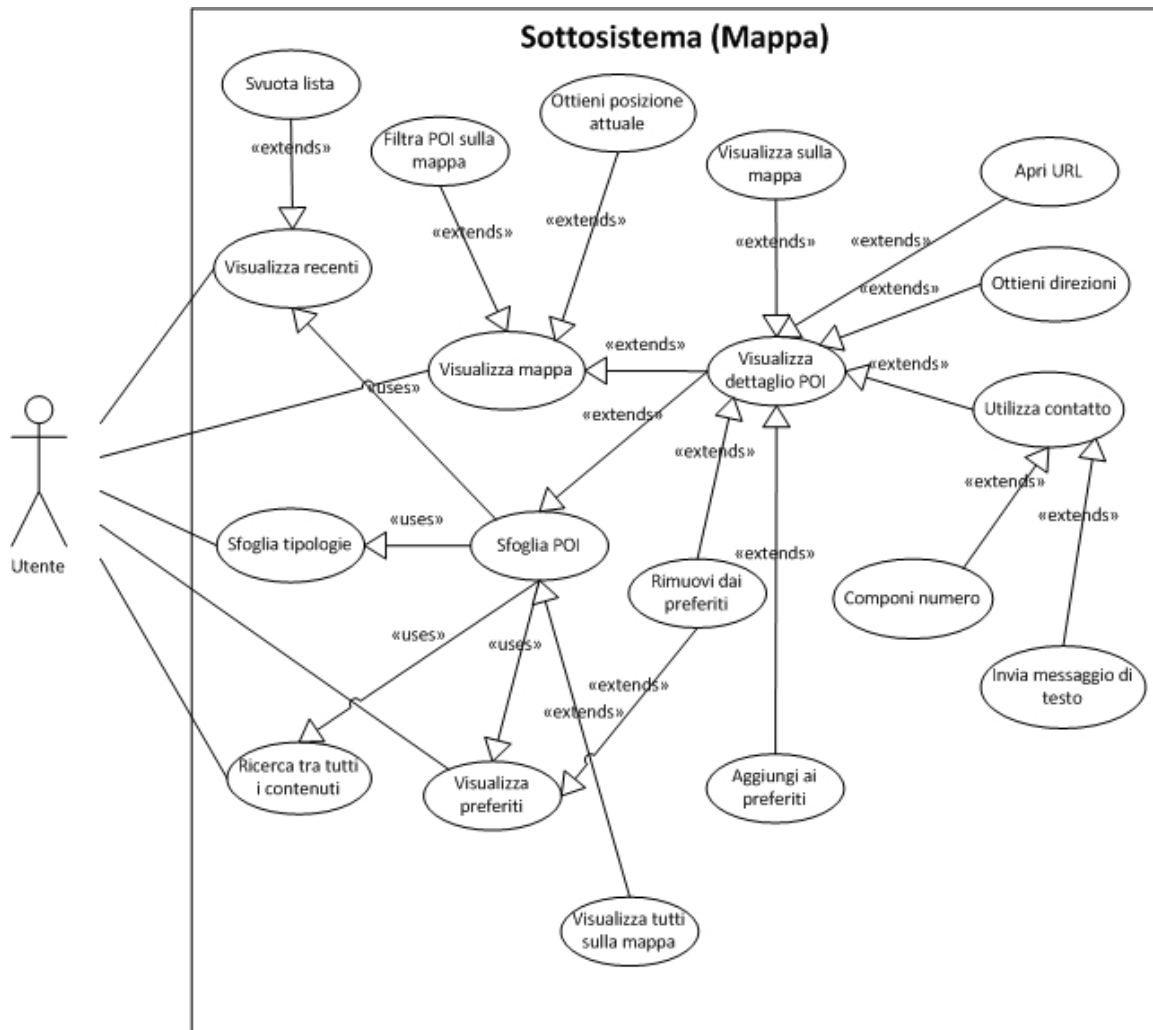 Sottosistema (Mappa)
Svuota lista
Ottieni posizione
attuale
«extends»
Filtra POI sulla
mappa
Visualizza sulla
mappa
Apri URL
«extends»
«extends»
«extends»
«extends»
Visualizza recenti
«extends»
Ottieni direzioni
Visualizza mappa
«extends»
Visualizza
dettaglio POI
«extends»
«uses»
«extends»
Utilizza contatto
Utente
«extends»
«extends»
«extends»
Sfoglia tipologie
«uses»
Sfoglia POI
«extends»
Rimuovi dai
preferiti
Componi numero
«uses»
«uses»
Invia messaggio di
testo
«extends»
«extends»
Ricerca tra tutti
i contenuti
Visualizza
preferiti
Aggiungi ai
preferiti
Visualizza tutti
sulla mappa